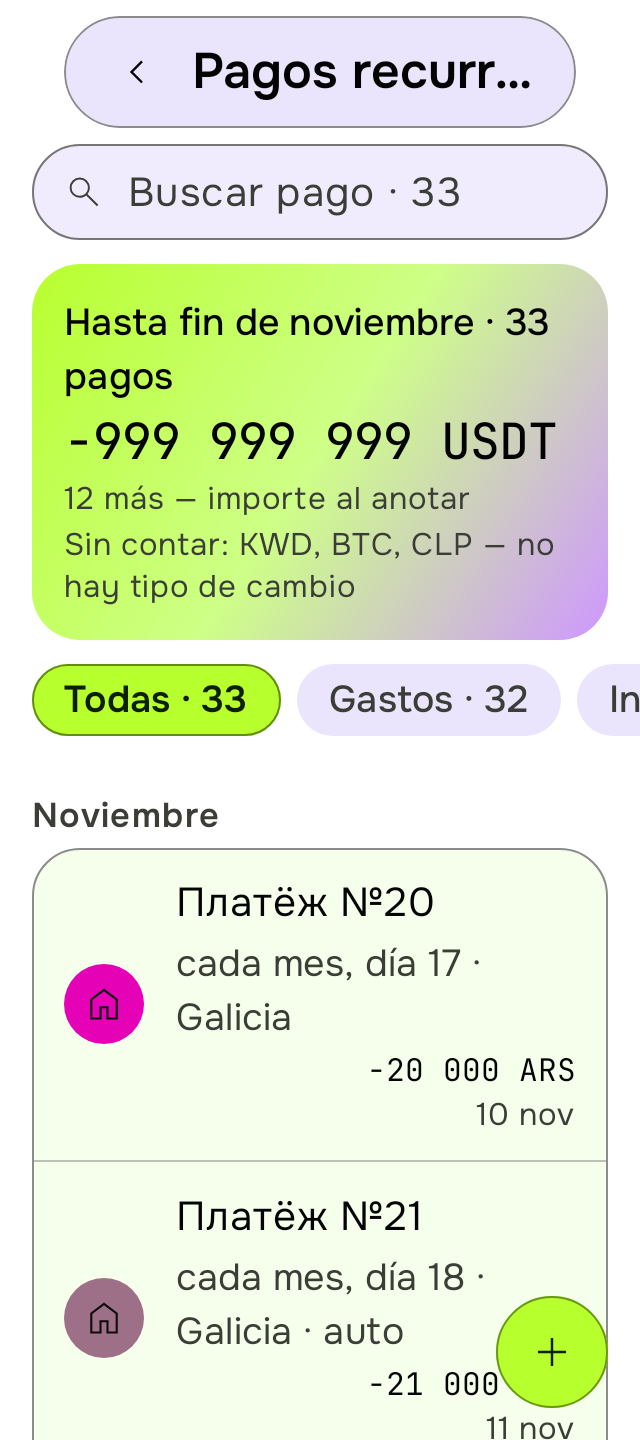 Pagos recurr...
Buscar pago · 33
Hasta fin de noviembre · 33
pagos
-999 999 999 USDT
12 más — importe al anotar
Sin contar: KWD, BTC, CLP — no
hay tipo de cambio
Todas · 33
Gastos · 32
In
Noviembre
Платёж №20
cada mes, día 17 ·
Galicia
-20 000 ARS
10 nov
Платёж №21
cada mes, día 18 ·
Galicia · auto
-21 000
11 nov